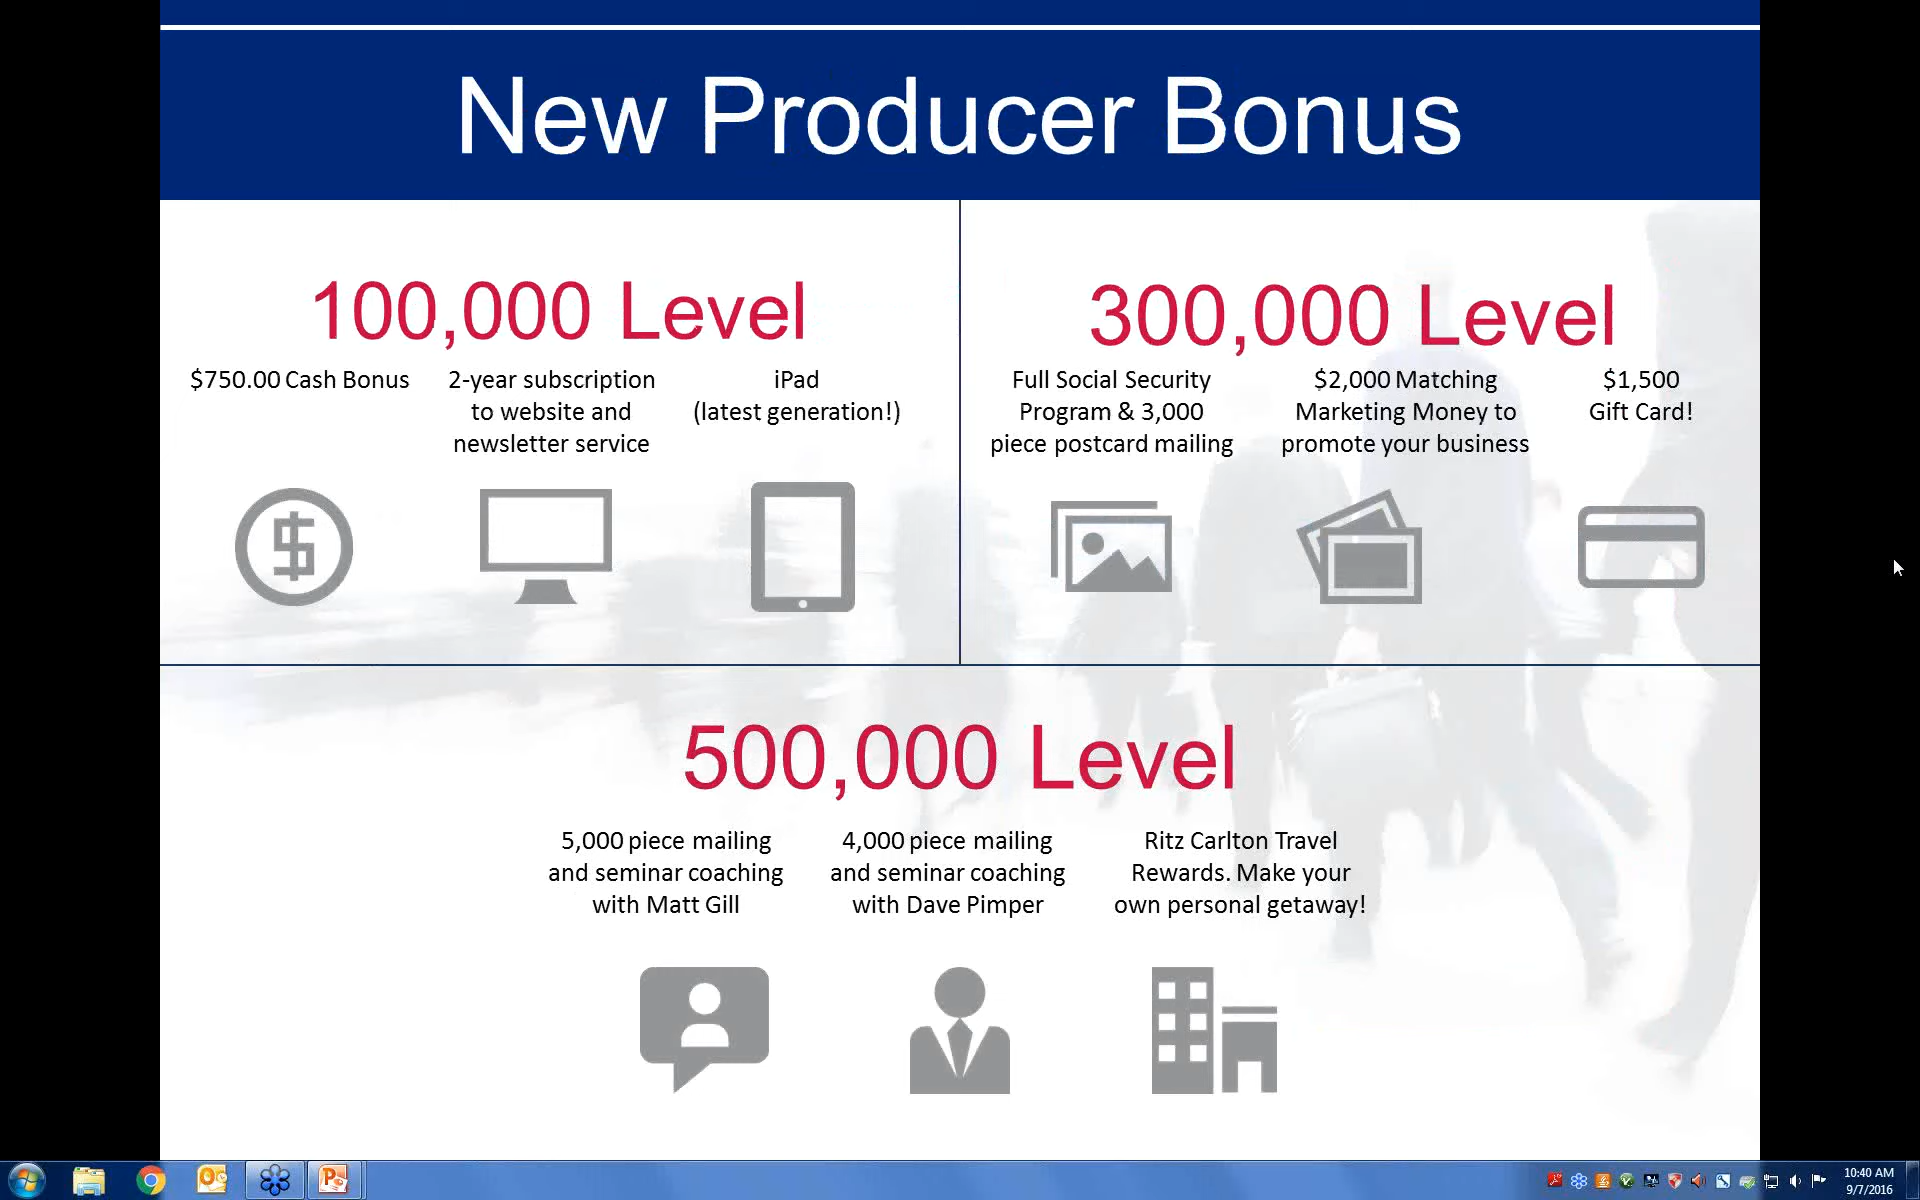 New Producer Bonus
100,000 Level
$750.00 Cash Bonus
2-year subscription
to website and
newsletter service
iPad
(latest generation!)
300,000 Level
Full Social Security
Program & 3,000
piece postcard mailing
$2,000 Matching
Marketing Money to
promote your business
$1,500
Gift Card!
500,000 Level
5,000 piece mailing
and seminar coaching
with Matt Gill
4,000 piece mailing
and seminar coaching
with Dave Pimper
Ritz Carlton Travel
Rewards. Make your
own personal getaway!
10:40 AM
9/7/2016